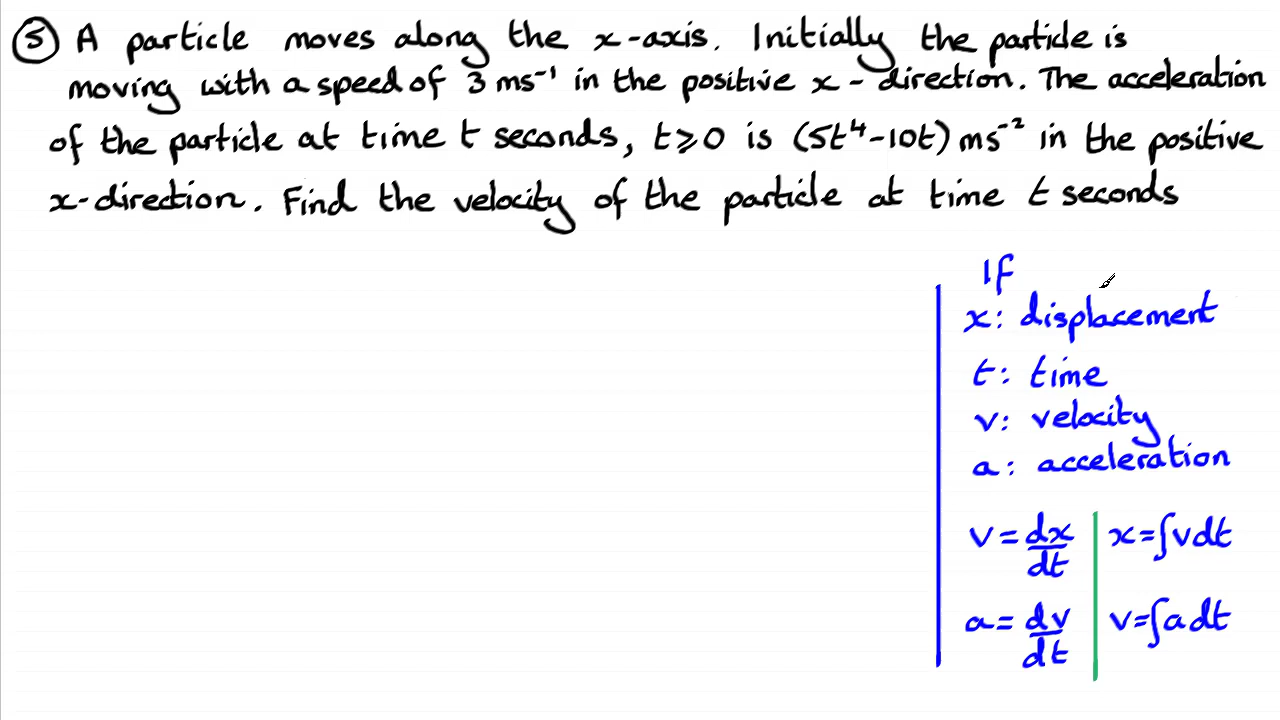 ⑤ A particle moves along the x-axis. Initially the particle is
moving with a speed of 3 ms⁻¹ in the positive x-direction. The acceleration
of the particle at time t seconds, t≥0 is (5t⁴-10t) ms⁻² in the positive
x-direction. Find the velocity of the particle at time t seconds
If
x: displacement
t: time
v: velocity
a: acceleration
v = dx/dt | x=∫v dt
a = dv/dt | v=∫a dt